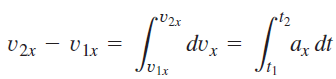 v₂ₓ − v₁ₓ = ∫_{v₁ₓ}^{v₂ₓ} dvₓ = ∫_{t₁}^{t₂} aₓ dt